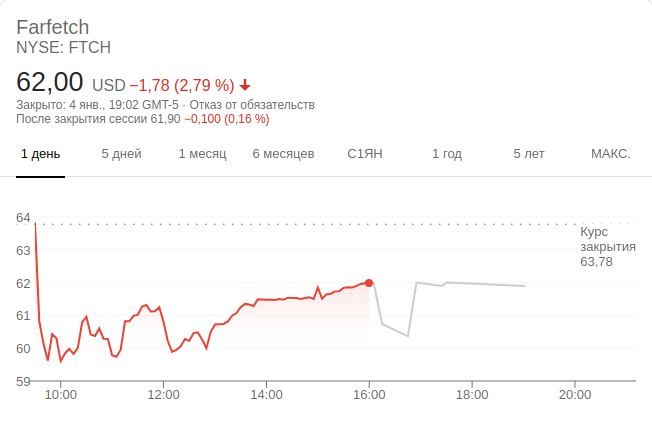 Farfetch
NYSE: FTCH
62,00 USD −1,78 (2,79 %)
Закрыто: 4 янв., 19:02 GMT-5 · Отказ от обязательств
После закрытия сессии 61,90 −0,100 (0,16 %)
1 день 5 дней 1 месяц 6 месяцев С1ЯН 1 год 5 лет МАКС.
64
Курс
закрытия
63,78
63
62
61
60
59
10:00 12:00 14:00 16:00 18:00 20:00